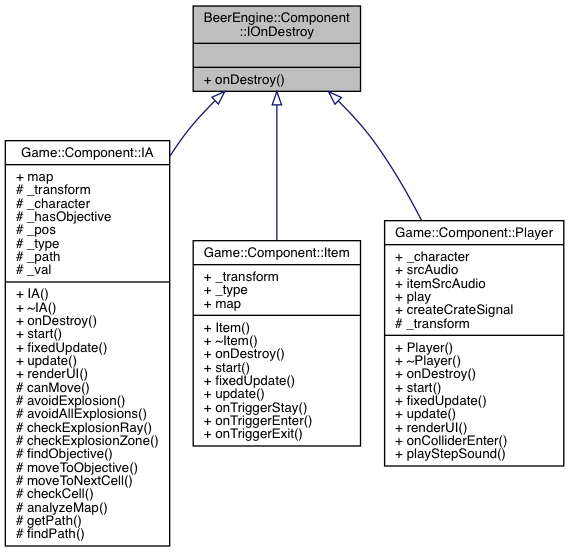 BeerEngine::Component
::IOnDestroy
+ onDestroy()
Game::Component::IA
+ map
# _transform
# _character
# _hasObjective
# _pos
# _type
# _path
# _val
+ IA()
+ ~IA()
+ onDestroy()
+ start()
+ fixedUpdate()
+ update()
+ renderUI()
# canMove()
# avoidExplosion()
# avoidAllExplosions()
# checkExplosionRay()
# checkExplosionZone()
# findObjective()
# moveToObjective()
# moveToNextCell()
# checkCell()
# analyzeMap()
# getPath()
# findPath()
Game::Component::Item
+ _transform
+ _type
+ map
+ Item()
+ ~Item()
+ onDestroy()
+ start()
+ fixedUpdate()
+ update()
+ onTriggerStay()
+ onTriggerEnter()
+ onTriggerExit()
Game::Component::Player
+ _character
+ srcAudio
+ itemSrcAudio
+ play
+ createCrateSignal
# _transform
+ Player()
+ ~Player()
+ onDestroy()
+ start()
+ fixedUpdate()
+ update()
+ renderUI()
+ onColliderEnter()
+ playStepSound()